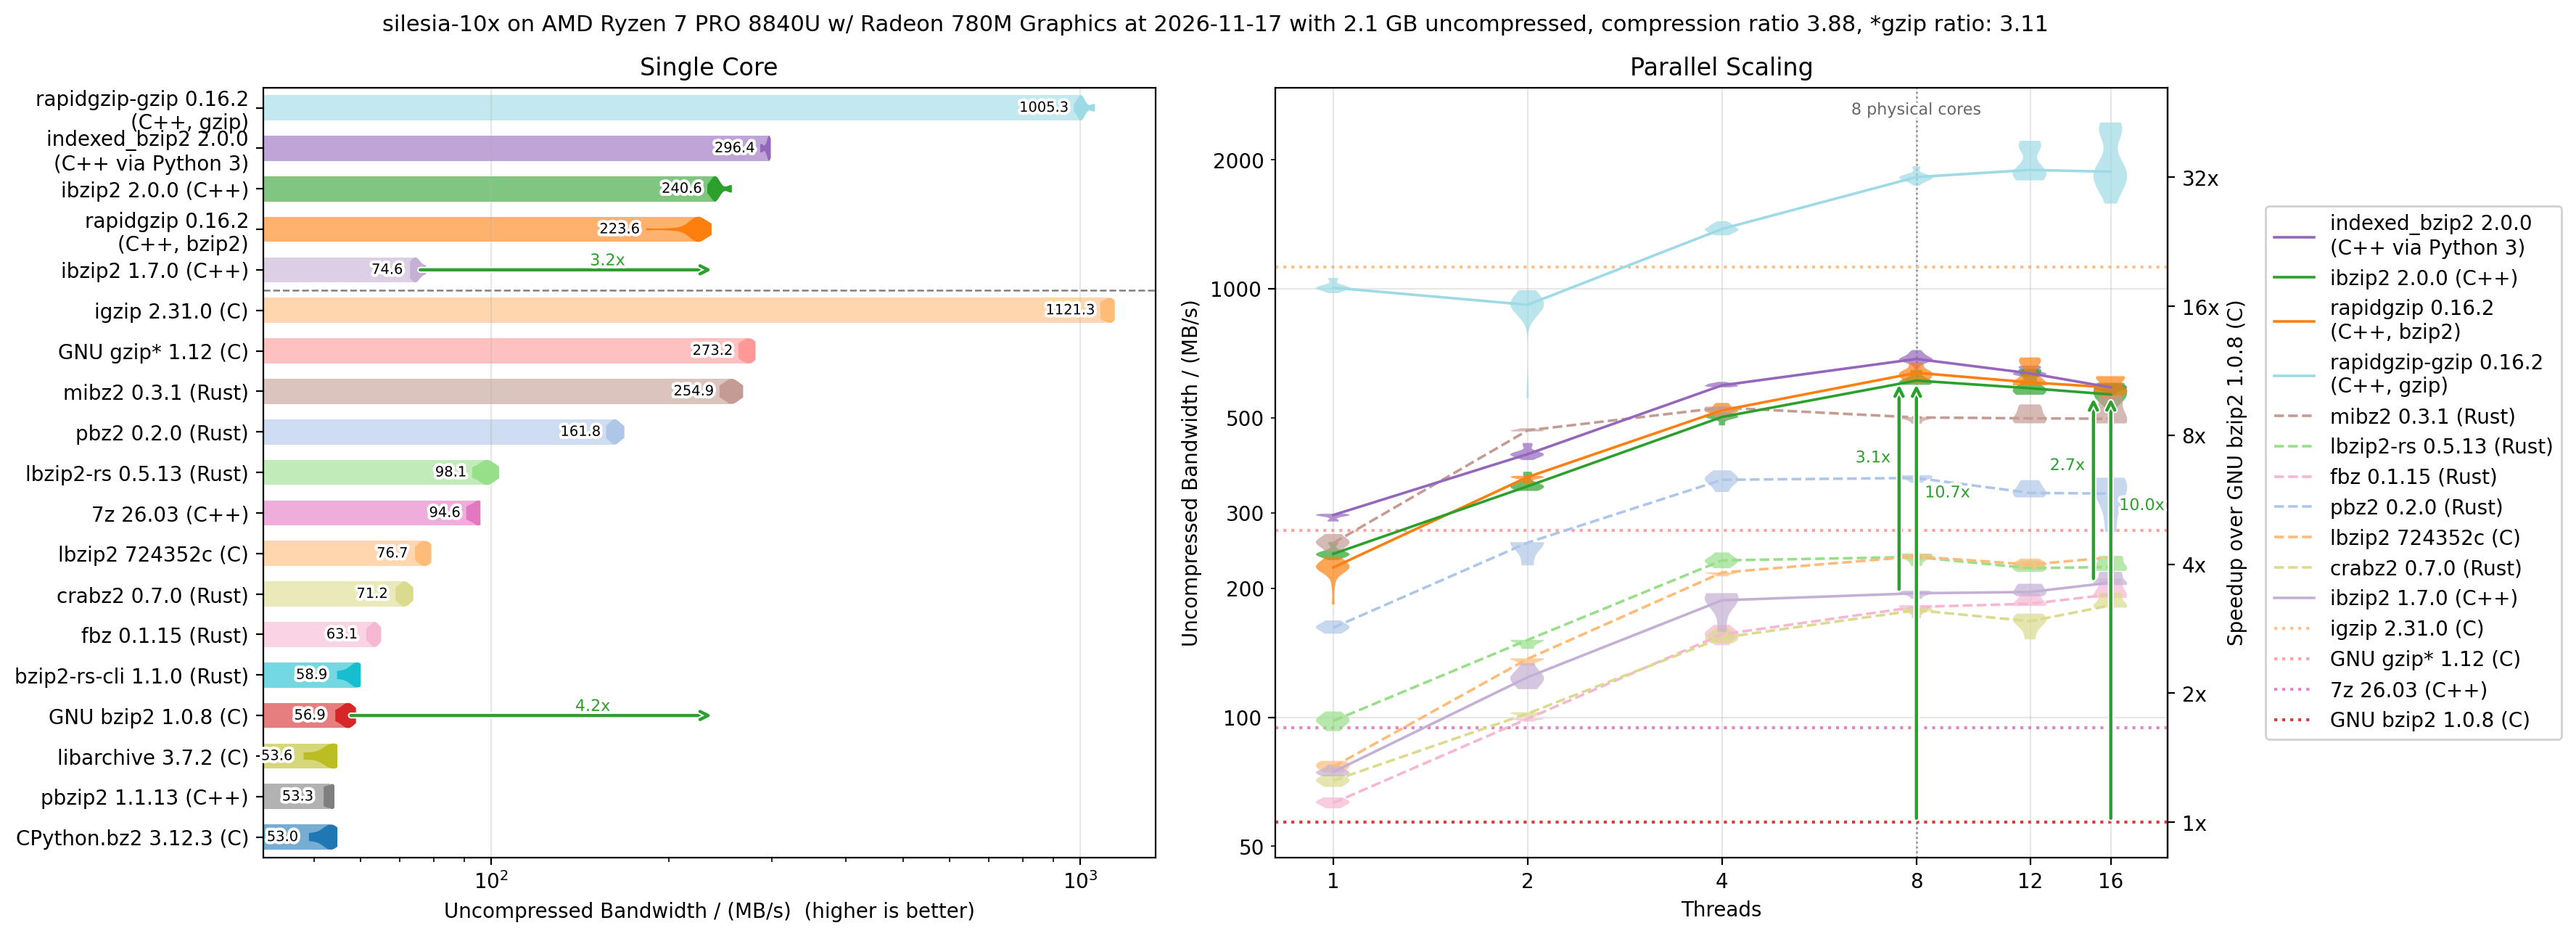 silesia-10x on AMD Ryzen 7 PRO 8840U w/ Radeon 780M Graphics at 2026-11-17 with 2.1 GB uncompressed, compression ratio 3.88, *gzip ratio: 3.11
Single Core
rapidgzip-gzip 0.16.2
(C++, gzip)
1005.3
indexed_bzip2 2.0.0
(C++ via Python 3)
296.4
ibzip2 2.0.0 (C++)
240.6
rapidgzip 0.16.2
(C++, bzip2)
223.6
ibzip2 1.7.0 (C++)
74.6
3.2x
igzip 2.31.0 (C)
1121.3
GNU gzip* 1.12 (C)
273.2
mibz2 0.3.1 (Rust)
254.9
pbz2 0.2.0 (Rust)
161.8
lbzip2-rs 0.5.13 (Rust)
98.1
7z 26.03 (C++)
94.6
lbzip2 724352c (C)
76.7
crabz2 0.7.0 (Rust)
71.2
fbz 0.1.15 (Rust)
63.1
bzip2-rs-cli 1.1.0 (Rust)
58.9
GNU bzip2 1.0.8 (C)
56.9
4.2x
libarchive 3.7.2 (C)
53.6
pbzip2 1.1.13 (C++)
53.3
CPython.bz2 3.12.3 (C)
53.0
10²
10³
Uncompressed Bandwidth / (MB/s)  (higher is better)
Parallel Scaling
8 physical cores
Uncompressed Bandwidth / (MB/s)
2000
1000
500
300
200
100
50
3.1x
10.7x
2.7x
10.0x
1
2
4
8
12
16
Threads
32x
16x
8x
4x
2x
1x
Speedup over GNU bzip2 1.0.8 (C)
indexed_bzip2 2.0.0
(C++ via Python 3)
ibzip2 2.0.0 (C++)
rapidgzip 0.16.2
(C++, bzip2)
rapidgzip-gzip 0.16.2
(C++, gzip)
mibz2 0.3.1 (Rust)
lbzip2-rs 0.5.13 (Rust)
fbz 0.1.15 (Rust)
pbz2 0.2.0 (Rust)
lbzip2 724352c (C)
crabz2 0.7.0 (Rust)
ibzip2 1.7.0 (C++)
igzip 2.31.0 (C)
GNU gzip* 1.12 (C)
7z 26.03 (C++)
GNU bzip2 1.0.8 (C)